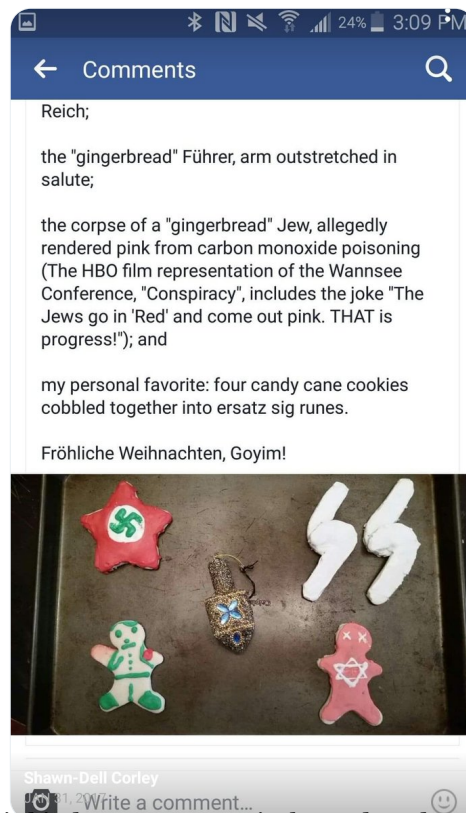 24% 3:09 PM
Comments
Reich;
the "gingerbread" Führer, arm outstretched in
salute;
the corpse of a "gingerbread" Jew, allegedly
rendered pink from carbon monoxide poisoning
(The HBO film representation of the Wannsee
Conference, "Conspiracy", includes the joke "The
Jews go in 'Red' and come out pink. THAT is
progress!"); and
my personal favorite: four candy cane cookies
cobbled together into ersatz sig runes.
Fröhliche Weihnachten, Goyim!
Shawn-Dell Corley
JAN 31, 2017
Write a comment...